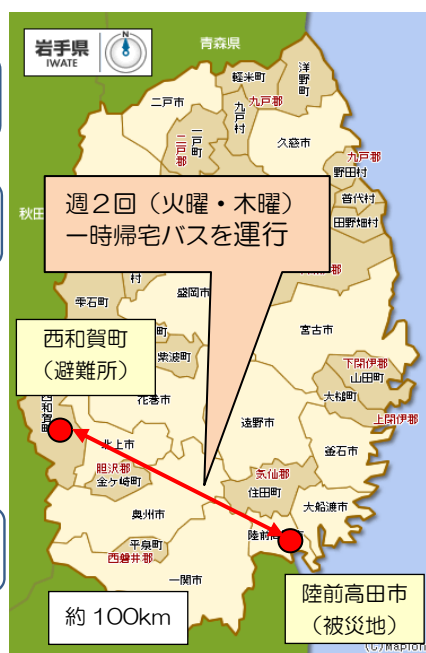 岩手県
IWATE
青森県
軽米町
洋野町
二戸市
九戸郡
九戸村
一戸町
二戸郡
久慈市
九戸郡
野田村
普代村
田野畑村
秋田
週２回（火曜・木曜）
一時帰宅バスを運行
郡
村
盛岡市
雫石町
宮古市
西和賀町
（避難所）
町
紫波町
下閉伊郡
山田町
花巻市
大槌町
上閉伊郡
西和賀町
遠野市
釜石市
北上市
胆沢郡
金ヶ崎町
気仙郡
住田町
大船渡市
奥州市
陸前高田市
平泉町
西磐井郡
一関市
約 100km
陸前高田市
（被災地）
(C)Mapion